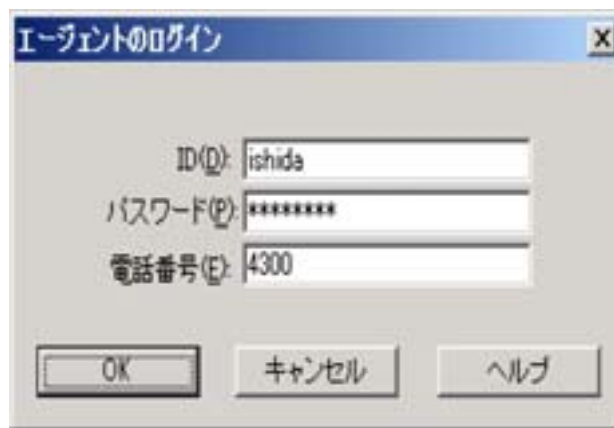 エージェントのログイン
ID(D): ishida
パスワード(P): ********
電話番号(E): 4300
OK キャンセル ヘルプ